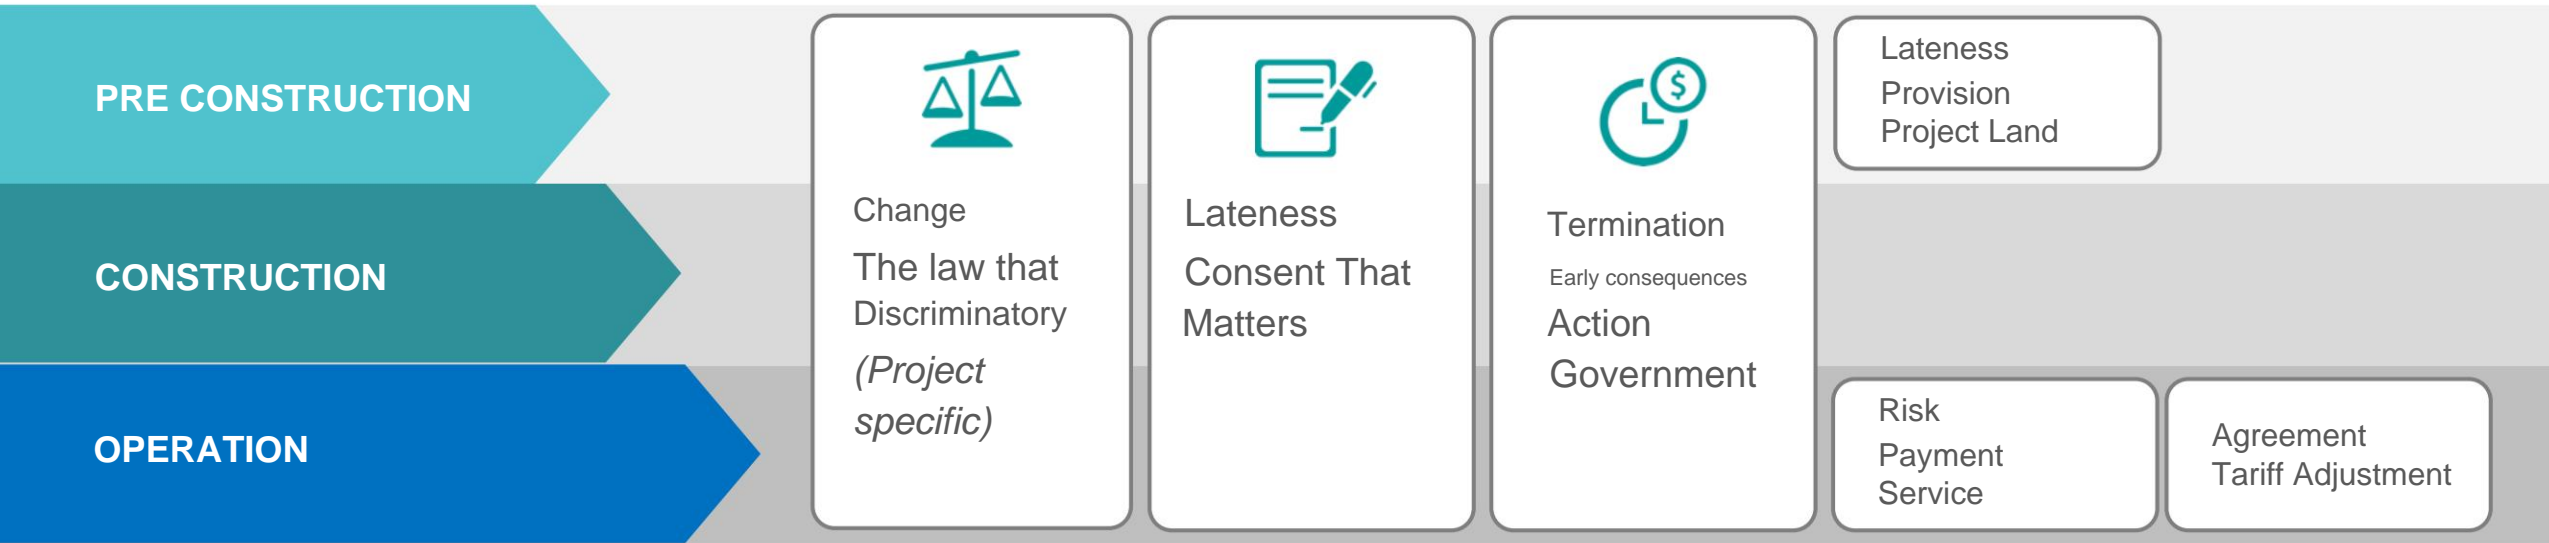 PRE CONSTRUCTION
CONSTRUCTION
OPERATION
Change
The law that
Discriminatory
(Project
specific)
Lateness
Consent That
Matters
$
Termination
Early consequences
Action
Government
Lateness
Provision
Project Land
Risk
Payment
Service
Agreement
Tariff Adjustment